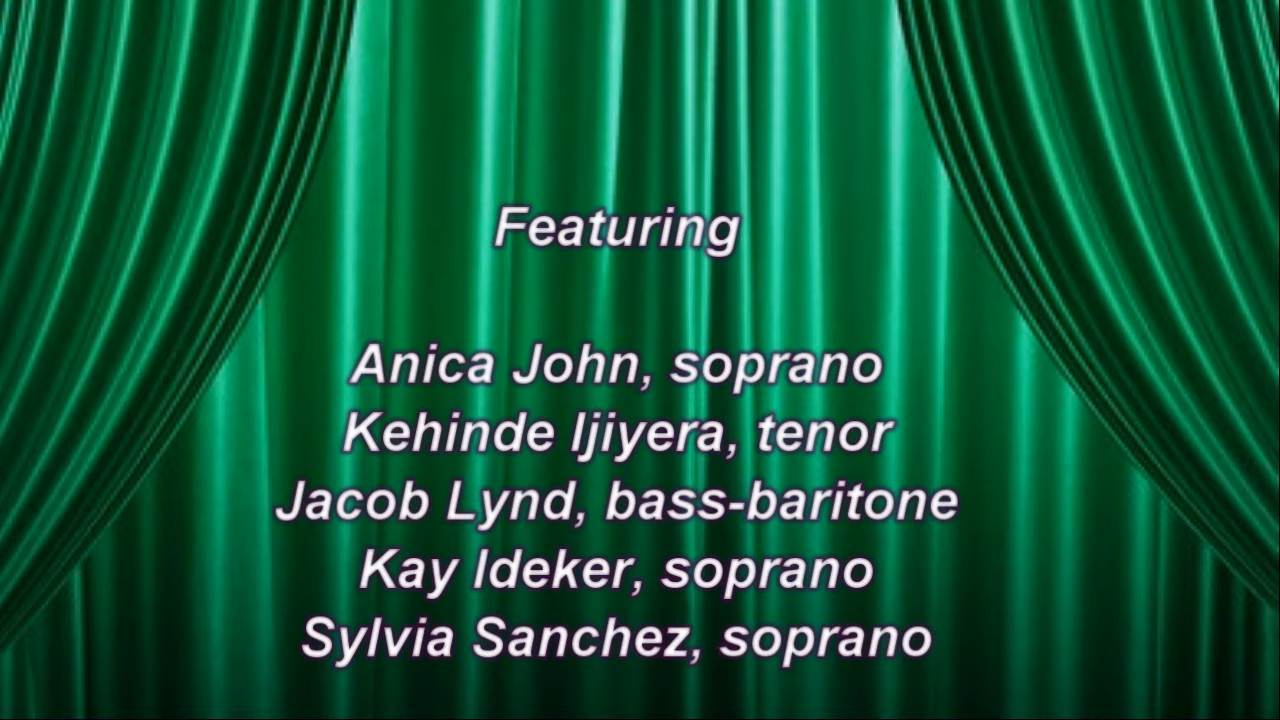 Featuring
Anica John, soprano
Kehinde Ijiyera, tenor
Jacob Lynd, bass-baritone
Kay Ideker, soprano
Sylvia Sanchez, soprano